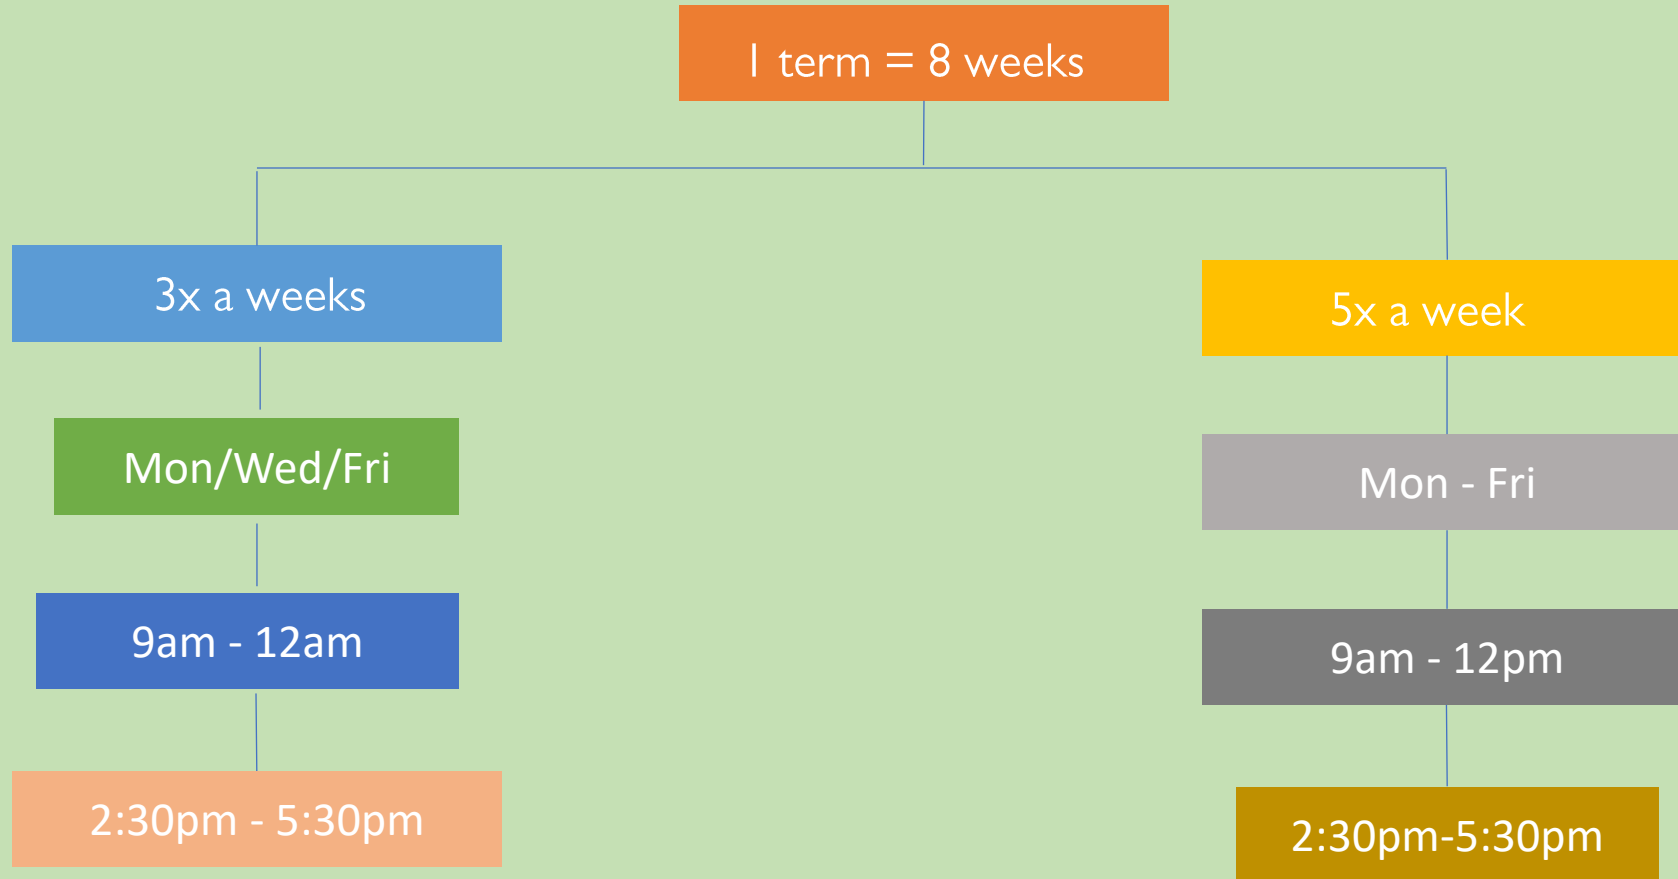 1 term = 8 weeks
3x a weeks
5x a week
Mon/Wed/Fri
Mon - Fri
9am - 12am
9am - 12pm
2:30pm - 5:30pm
2:30pm-5:30pm